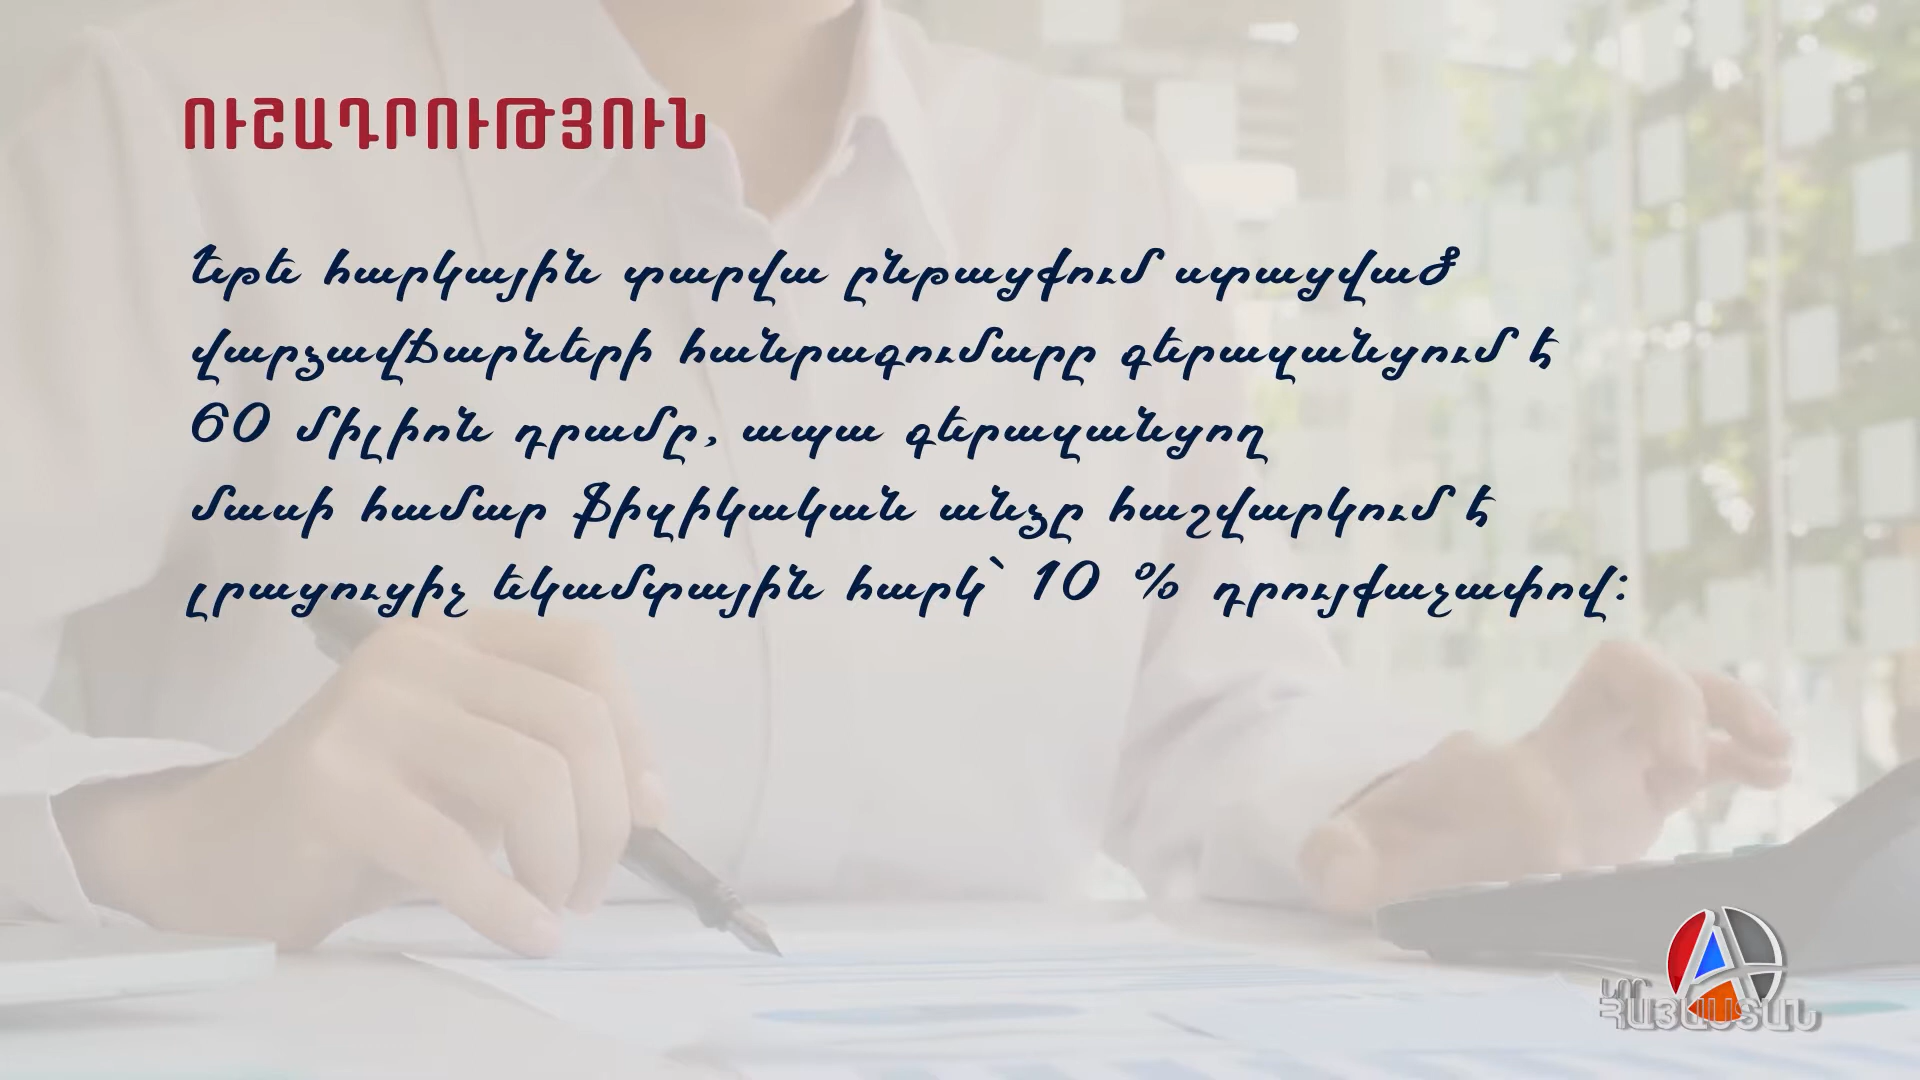 ՈՒՇԱԴՐՈՒԹՅՈՒՆ
Եթե հարկային տարվա ընթացքում ստացված
վարձավճարների հանրագումարը գերազանցում է
60 միլիոն դրամը, ապա գերազանցող
մասի համար ֆիզիկական անձը հաշվարկում է
լրացուցիչ եկամտային հարկ՝ 10 % դրույքաչափով:
ՆՈՐ
ՀԱՅԱՍՏԱՆ